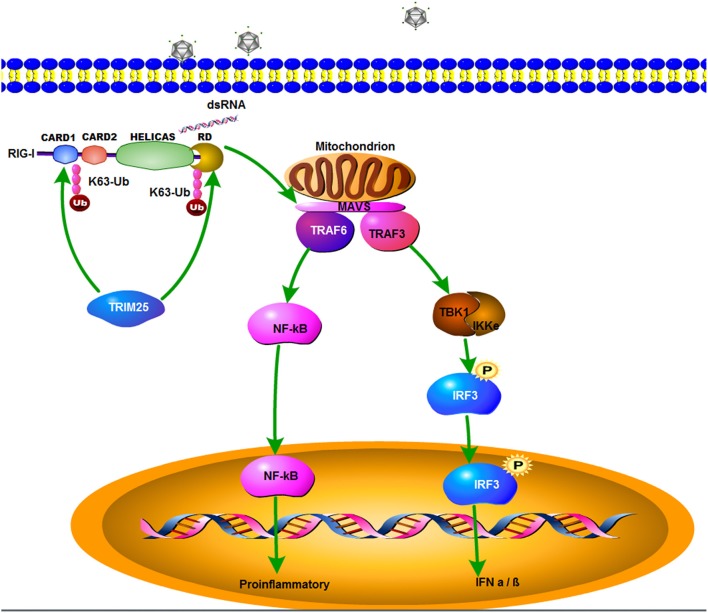 dsRNA
CARD1 CARD2 HELICAS RD
RIG-I
K63-Ub K63-Ub
Ub Ub
TRIM25
Mitochondrion
MAVS
TRAF6 TRAF3
NF-kB
TBK1 IKKe
P
IRF3
NF-kB
P
IRF3
Proinflammatory
IFN a / ß